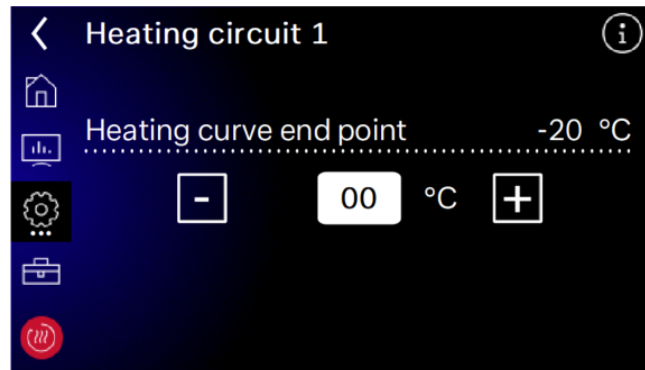 Heating circuit 1
Heating curve end point -20 °C
- 00 °C +